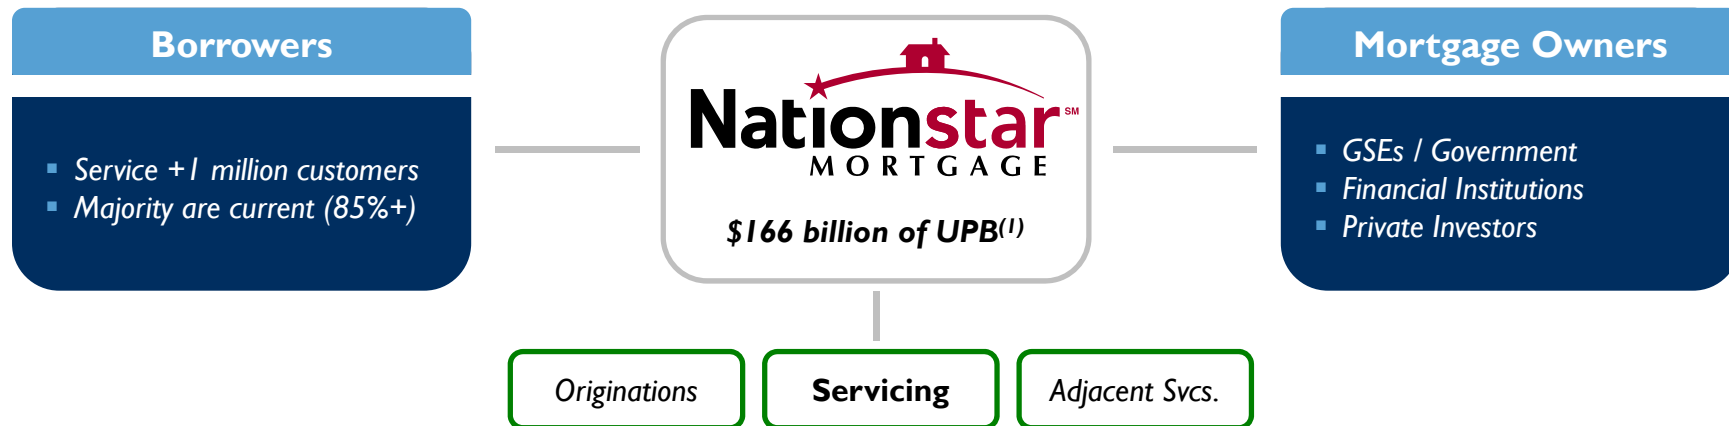 Borrowers
Service +1 million customers
Majority are current (85%+)
Nationstar SM
MORTGAGE
$166 billion of UPB(1)
Mortgage Owners
GSEs / Government
Financial Institutions
Private Investors
Originations
Servicing
Adjacent Svcs.